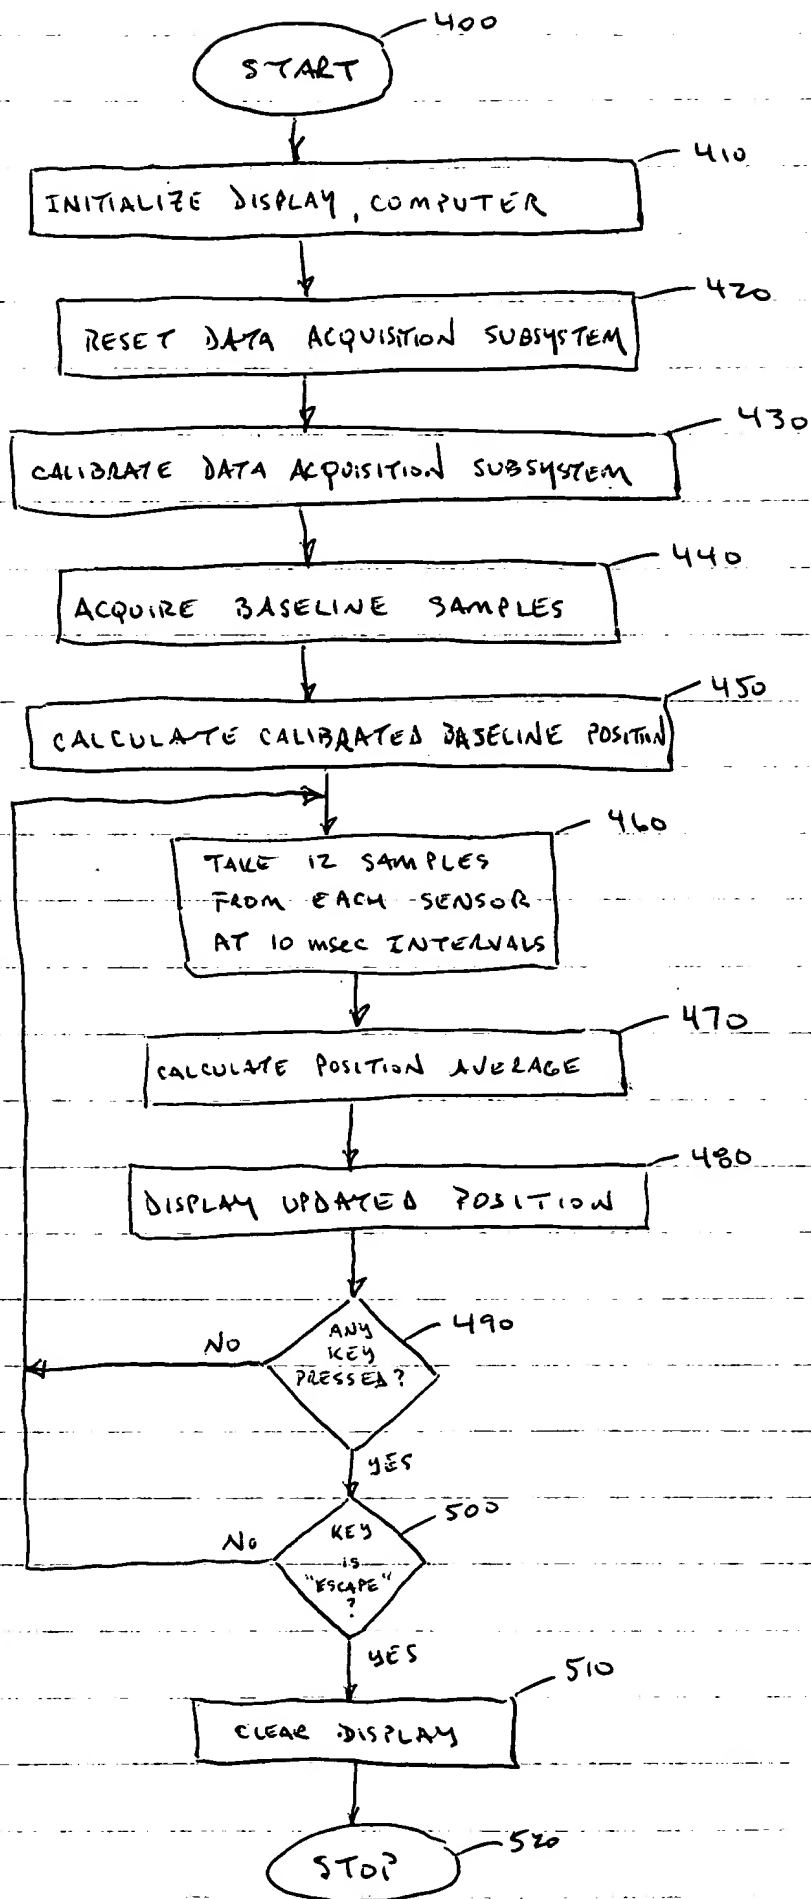 400
START
410
INITIALIZE DISPLAY, COMPUTER
420
RESET DATA ACQUISITION SUBSYSTEM
430
CALIBRATE DATA ACQUISITION SUBSYSTEM
440
ACQUIRE BASELINE SAMPLES
450
CALCULATE CALIBRATED BASELINE POSITION
460
TAKE 12 SAMPLES
FROM EACH SENSOR
AT 10 msec INTERVALS
470
CALCULATE POSITION AVERAGE
480
DISPLAY UPDATED POSITION
490
ANY
KEY
PRESSED?
NO
YES
500
KEY
is
"ESCAPE"
?
No
YES
510
CLEAR DISPLAY
520
STOP